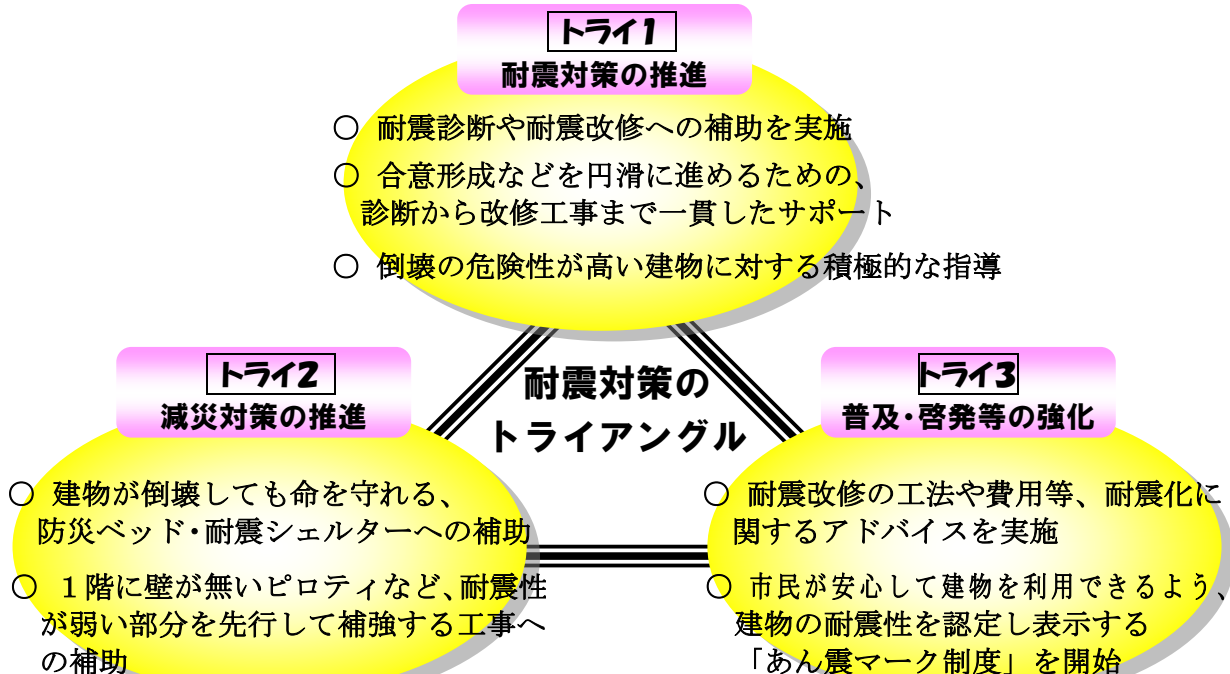 トライ1
耐震対策の推進
○ 耐震診断や耐震改修への補助を実施
○ 合意形成などを円滑に進めるための、
診断から改修工事まで一貫したサポート
○ 倒壊の危険性が高い建物に対する積極的な指導
耐震対策の
トライアングル
トライ2
減災対策の推進
○ 建物が倒壊しても命を守れる、
防災ベッド・耐震シェルターへの補助
○ １階に壁が無いピロティなど、耐震性
が弱い部分を先行して補強する工事へ
の補助
トライ3
普及・啓発等の強化
○ 耐震改修の工法や費用等、耐震化に
関するアドバイスを実施
○ 市民が安心して建物を利用できるよう、
建物の耐震性を認定し表示する
「あん震マーク制度」を開始